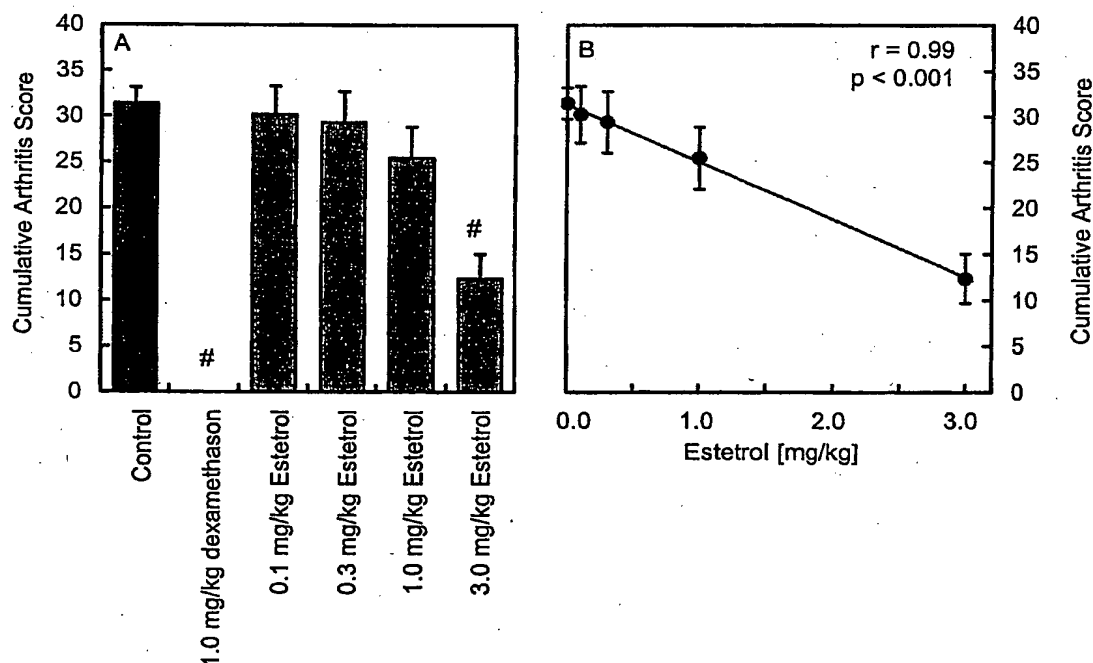 Cumulative Arthritis Score
40
35
30
25
20
15
10
5
0
A
#
#
Control
1.0 mg/kg dexamethason
0.1 mg/kg Estetrol
0.3 mg/kg Estetrol
1.0 mg/kg Estetrol
3.0 mg/kg Estetrol
B
r = 0.99
p < 0.001
0.0
1.0
2.0
3.0
Estetrol [mg/kg]
40
35
30
25
20
15
10
5
0
Cumulative Arthritis Score